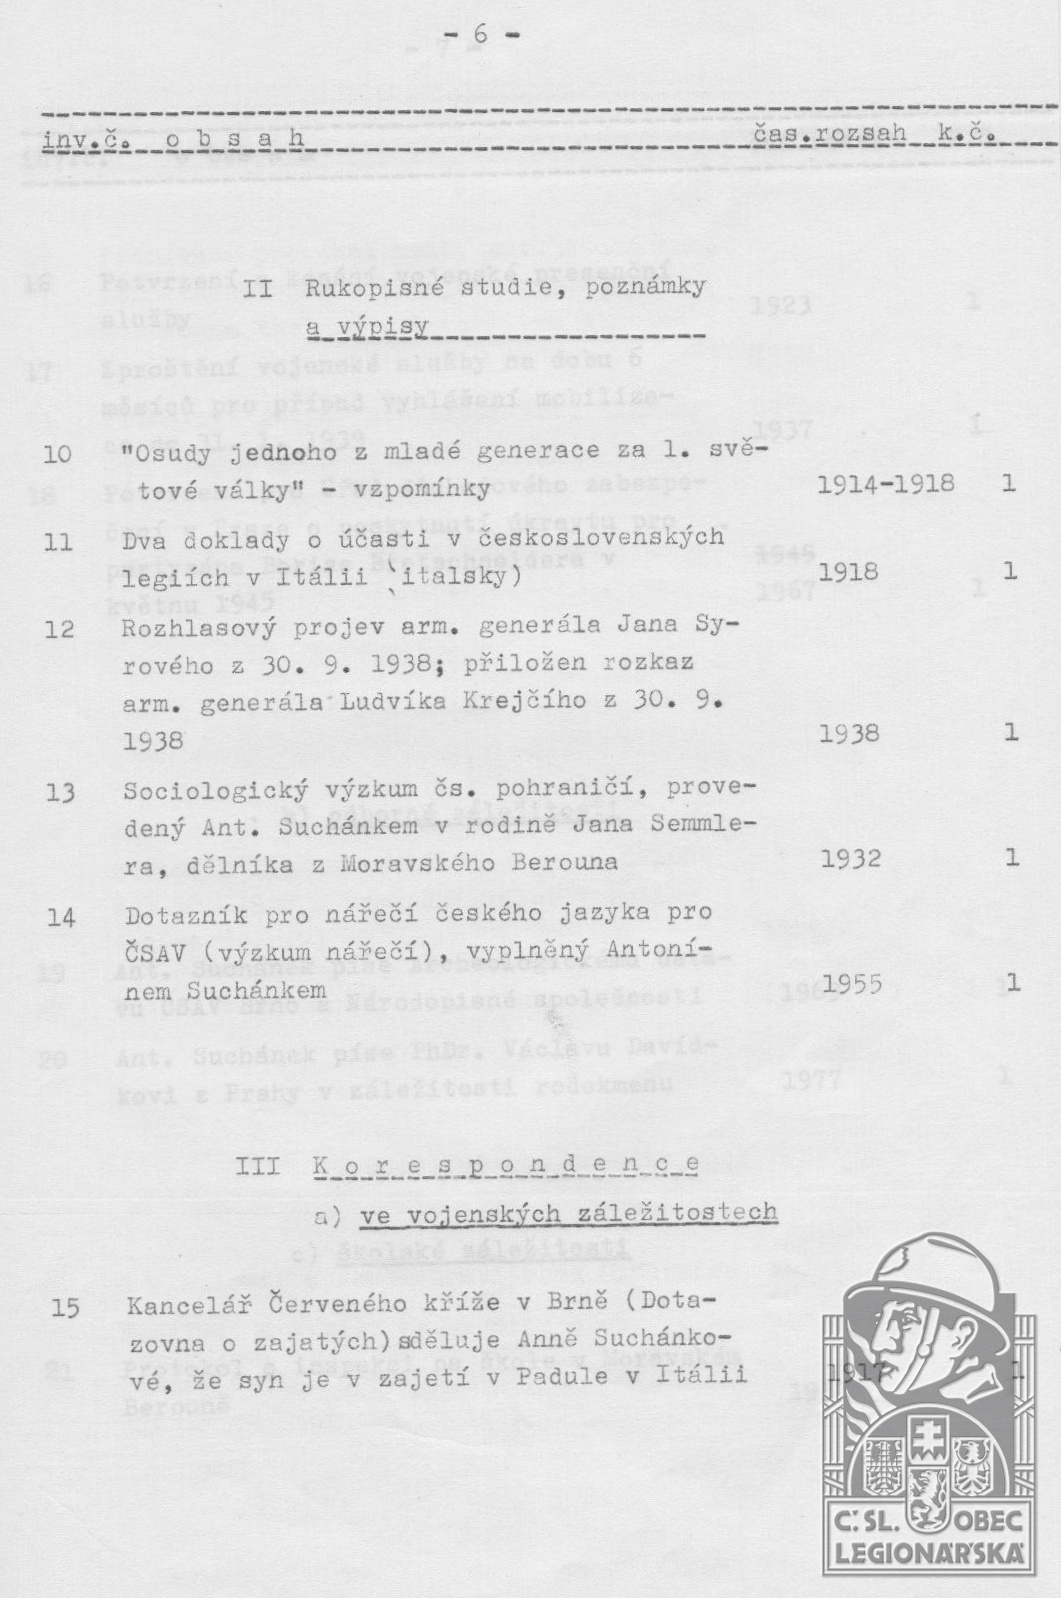 - 6 -
inv.č. o b s a h čas.rozsah k.č.
II Rukopisné studie, poznámky
a výpisy
10 "Osudy jednoho z mladé generace za 1. svě-
tové války" - vzpomínky 1914-1918 1
11 Dva doklady o účasti v československých
legiích v Itálii (italsky) 1918 1
12 Rozhlasový projev arm. generála Jana Sy-
rového z 30. 9. 1938; přiložen rozkaz
arm. generála Ludvíka Krejčího z 30. 9.
1938 1938 1
13 Sociologický výzkum čs. pohraničí, prove-
dený Ant. Suchánkem v rodině Jana Semmle-
ra, dělníka z Moravského Berouna 1932 1
14 Dotazník pro nářečí českého jazyka pro
ČSAV (výzkum nářečí), vyplněný Antoní-
nem Suchánkem 1955 1
III K o r e s p o n d e n c e
a) ve vojenských záležitostech
15 Kancelář Červeného kříže v Brně (Dota-
zovna o zajatých) sděluje Anně Suchánko-
vé, že syn je v zajetí v Padule v Itálii 1917 1
Č. SL. OBEC
LEGIONÁŘSKÁ